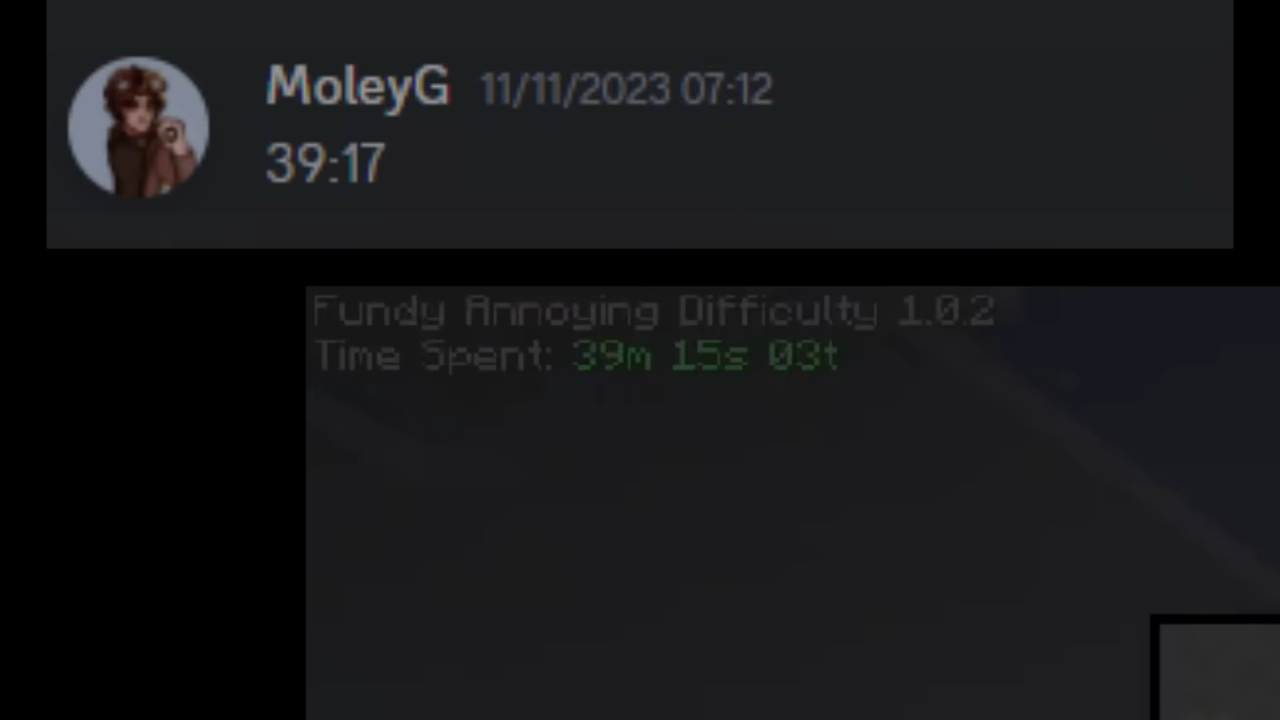 MoleyG 11/11/2023 07:12
39:17
Fundy Annoying Difficulty 1.0.2
Time Spent: 39m 15s 03t